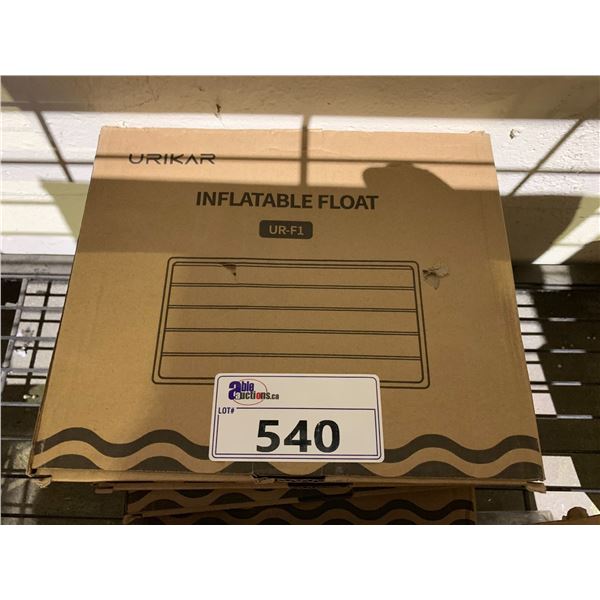 URIKAR
INFLATABLE FLOAT
UR-F1
able
auctions.ca
LOT#
540